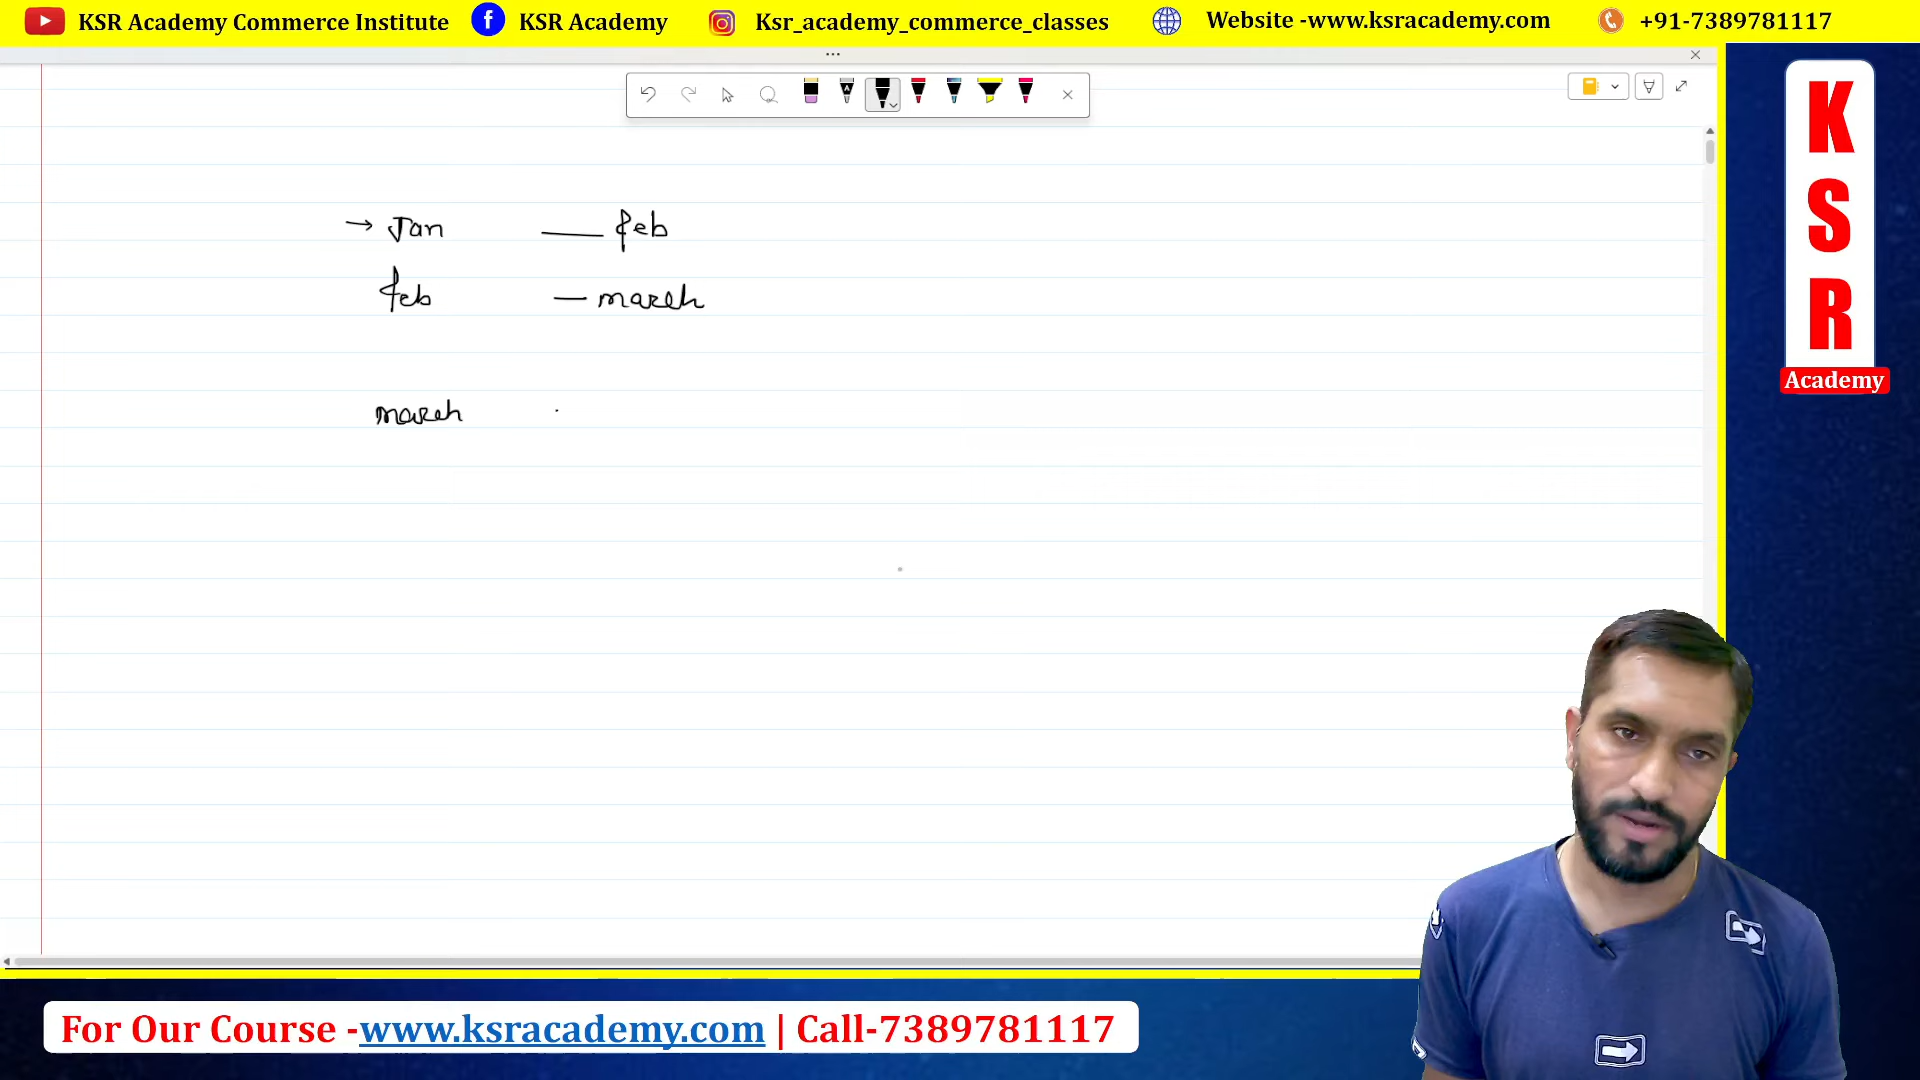 KSR Academy Commerce Institute KSR Academy Ksr_academy_commerce_classes Website -www.ksracademy.com +91-7389781117
K
S
R
Academy
→ Jan — feb
feb — march
march
For Our Course -www.ksracademy.com | Call-7389781117